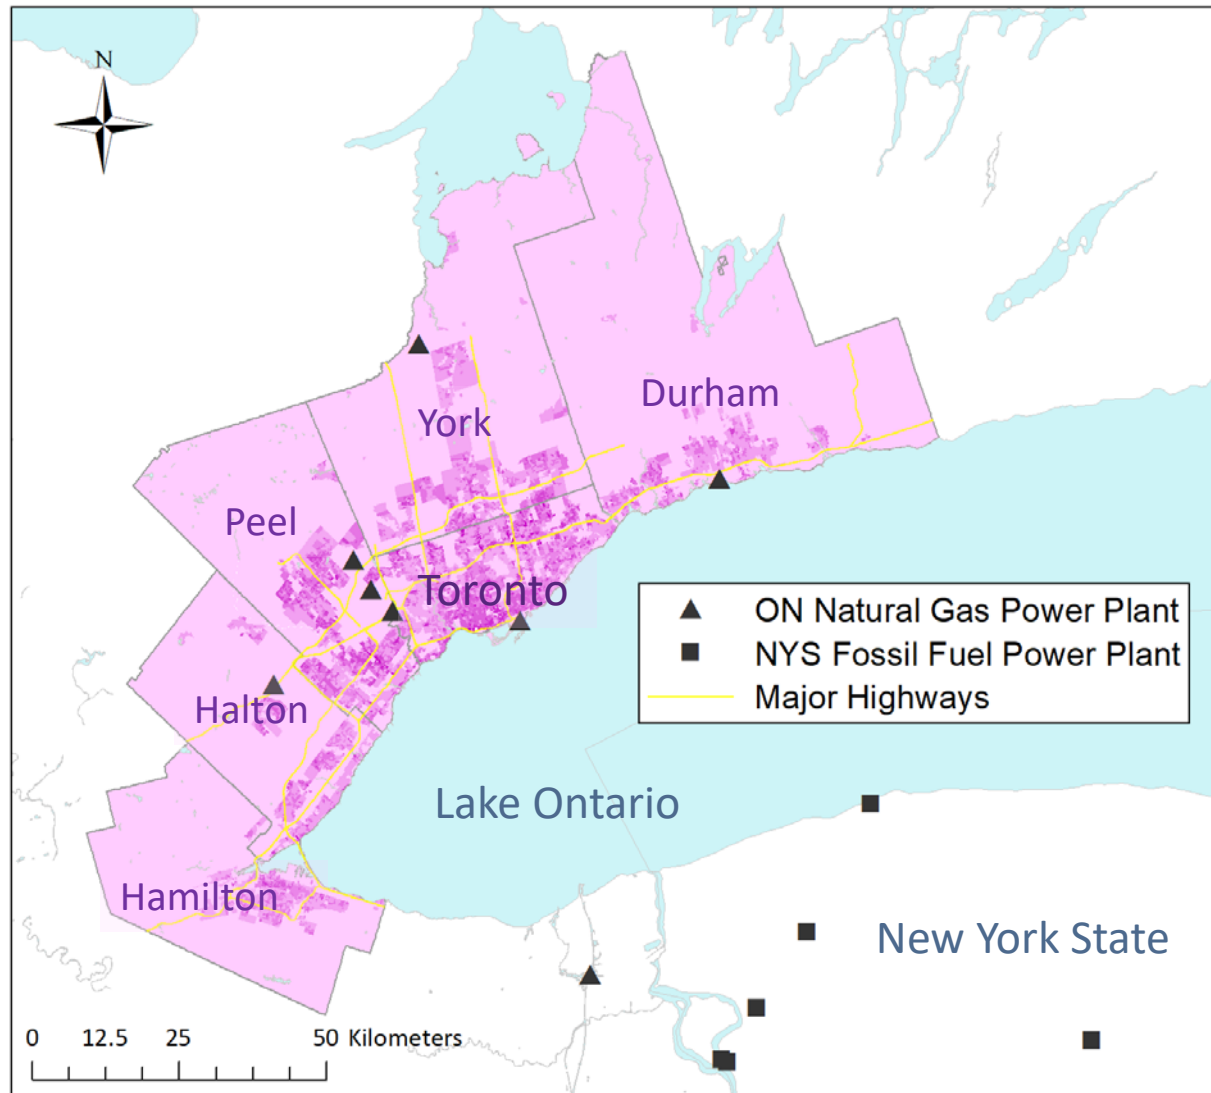 N
Durham
York
Peel
Toronto
ON Natural Gas Power Plant
NYS Fossil Fuel Power Plant
Major Highways
Halton
Lake Ontario
Hamilton
New York State
0 12.5 25 50 Kilometers